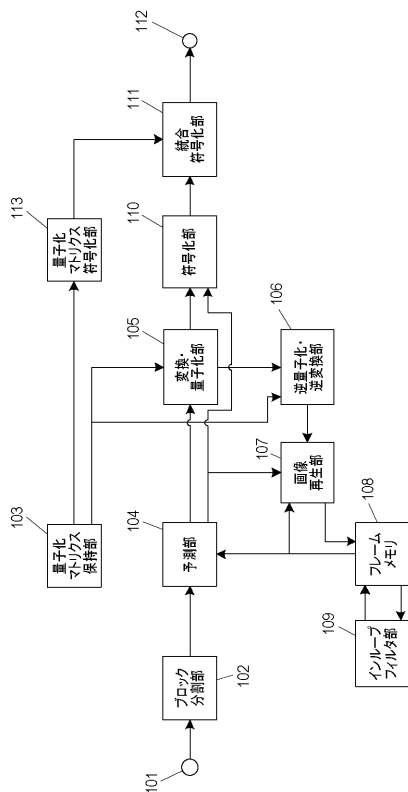 103
量子化
マトリクス
保持部
113
量子化
マトリクス
符号化部
101
102
ブロック
分割部
104
予測部
105
変換・
量子化部
110
符号化部
111
統合
符号化部
112
106
逆量子化・
逆変換部
107
画像
再生部
108
フレーム
メモリ
109
インループ
フィルタ部